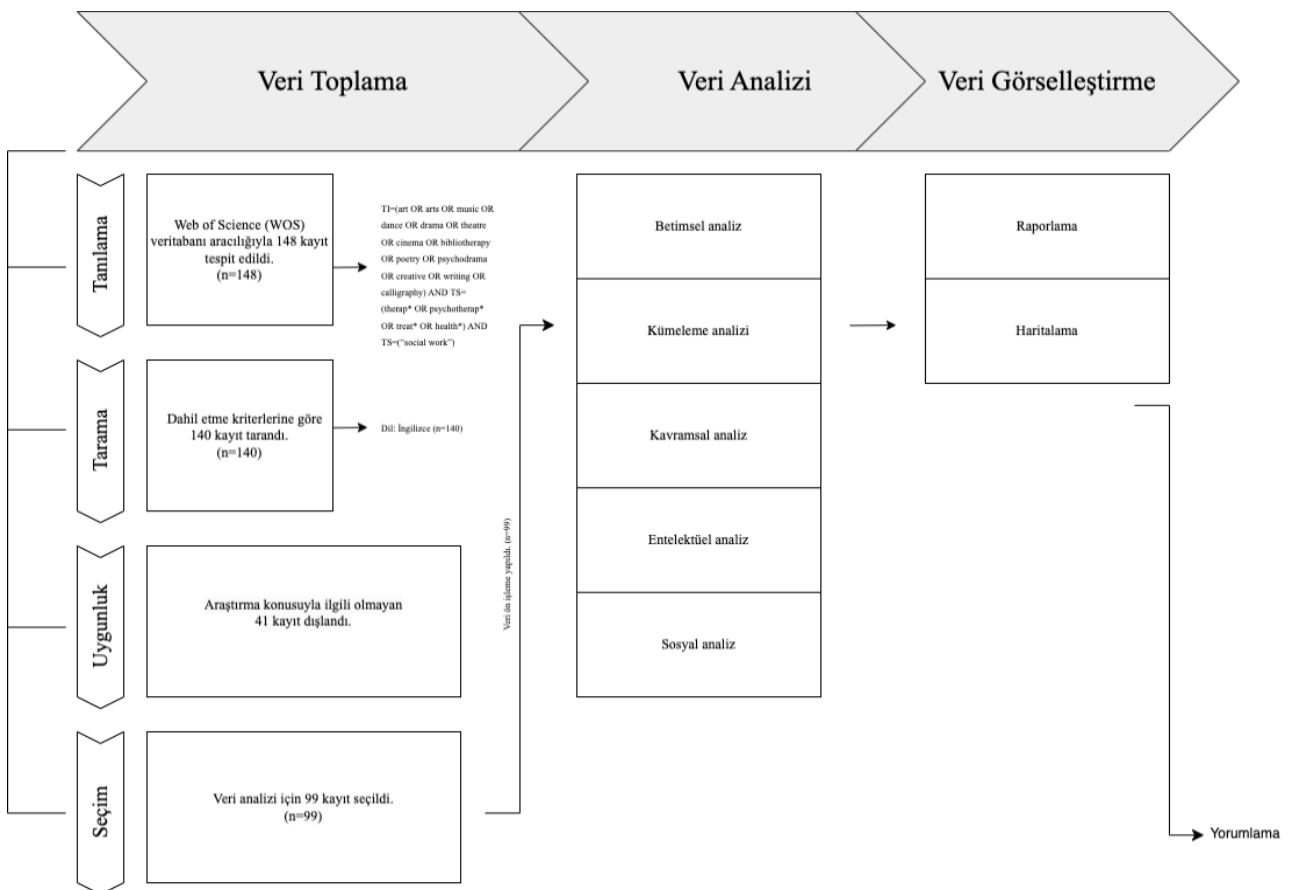 Veri Toplama
Veri Analizi
Veri Görselleştirme
Tanılama
Web of Science (WOS)
veritabanı aracılığıyla 148 kayıt
tespit edildi.
(n=148)
TI=(art OR arts OR music OR
dance OR drama OR theatre
OR cinema OR bibliotherapy
OR poetry OR psychodrama
OR creative OR writing OR
calligraphy) AND TS=
(therap* OR psychotherap*
OR treat* OR health*) AND
TS=("social work")
Tarama
Dahil etme kriterlerine göre
140 kayıt tarandı.
(n=140)
Dil: İngilizce (n=140)
Uygunluk
Araştırma konusuyla ilgili olmayan
41 kayıt dışlandı.
Seçim
Veri analizi için 99 kayıt seçildi.
(n=99)
Veri ön işleme yapıldı. (n=99)
Betimsel analiz
Kümeleme analizi
Kavramsal analiz
Entelektüel analiz
Sosyal analiz
Raporlama
Haritalama
Yorumlama